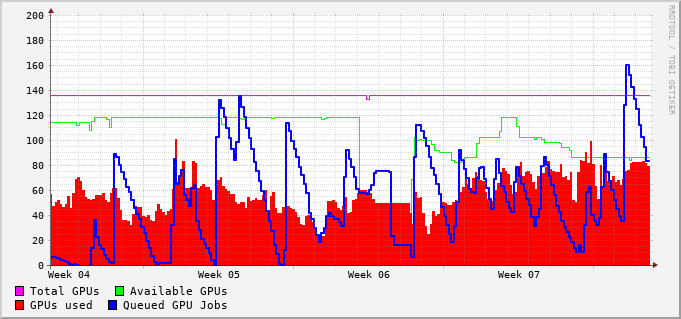 200
180
160
140
120
100
80
60
40
20
0
Week 04 Week 05 Week 06 Week 07
Total GPUs Available GPUs
GPUs used Queued GPU Jobs
RRDTOOL / TOBI OETIKER